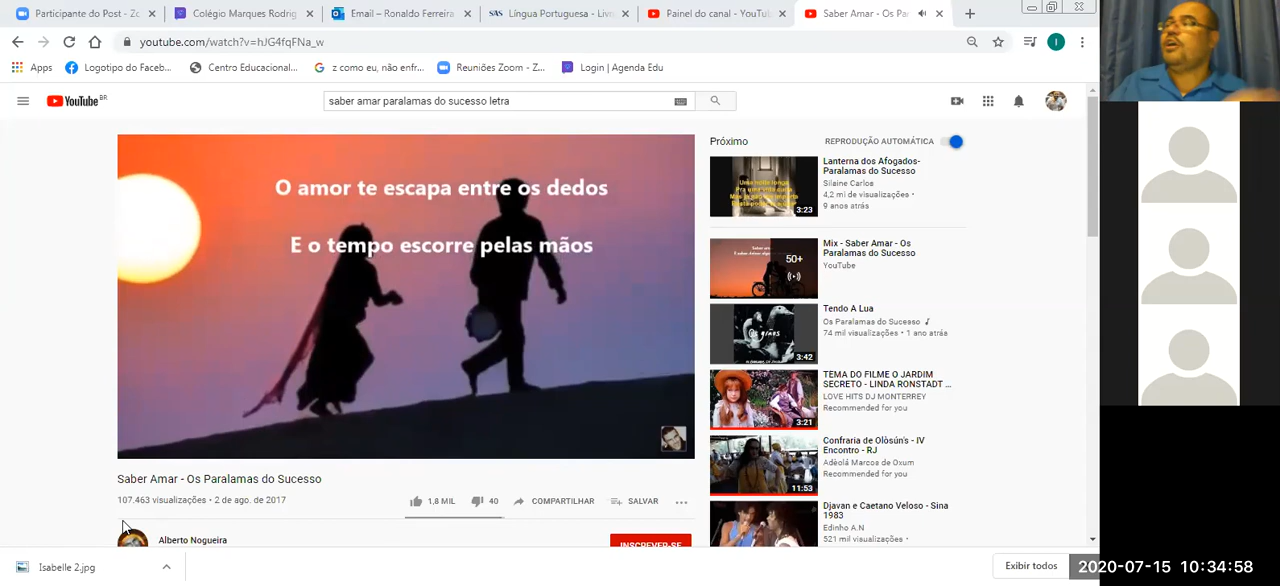 Participante do Post - Zo
Colégio Marques Rodrig
Email – Ronaldo Ferreira
SAS Língua Portuguesa - Livr
Painel do canal - YouTu
Saber Amar - Os Par
youtube.com/watch?v=hJG4fqFNa_w
Apps
Logotipo do Faceb...
Centro Educacional...
z como eu, não enfr...
Reuniões Zoom - Z...
Login | Agenda Edu
YouTube BR
saber amar paralamas do sucesso letra
O amor te escapa entre os dedos
E o tempo escorre pelas mãos
Saber Amar - Os Paralamas do Sucesso
107.463 visualizações • 2 de ago. de 2017
1,8 MIL
40
COMPARTILHAR
SALVAR
Alberto Nogueira
INSCREVER-SE
Próximo
REPRODUÇÃO AUTOMÁTICA
3:23
Lanterna dos Afogados-
Paralamas do Sucesso
Silaine Carlos
4,2 mi de visualizações •
9 anos atrás
50+
Mix - Saber Amar - Os
Paralamas do Sucesso
YouTube
Os grãos
3:42
Tendo A Lua
Os Paralamas do Sucesso
74 mil visualizações • 1 ano atrás
3:21
TEMA DO FILME O JARDIM
SECRETO - LINDA RONSTADT ...
LOVE HITS DJ MONTERREY
Recommended for you
11:53
Confraria de Olòsún's - IV
Encontro - RJ
Adèolá Marcos de Oxum
Recommended for you
Djavan e Caetano Veloso - Sina
1983
Edinho A.N
521 mil visualizações •
Isabelle 2.jpg
Exibir todos
2020-07-15 10:34:58